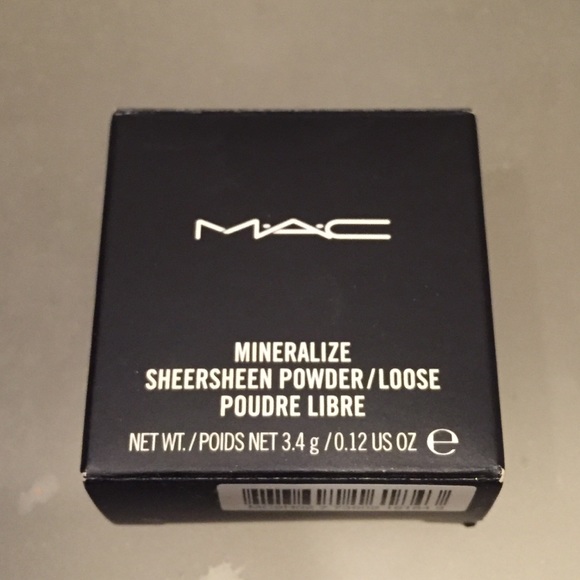 M·A·C
MINERALIZE
SHEERSHEEN POWDER/LOOSE
POUDRE LIBRE
NET WT./POIDS NET 3.4 g/0.12 US OZ ℮